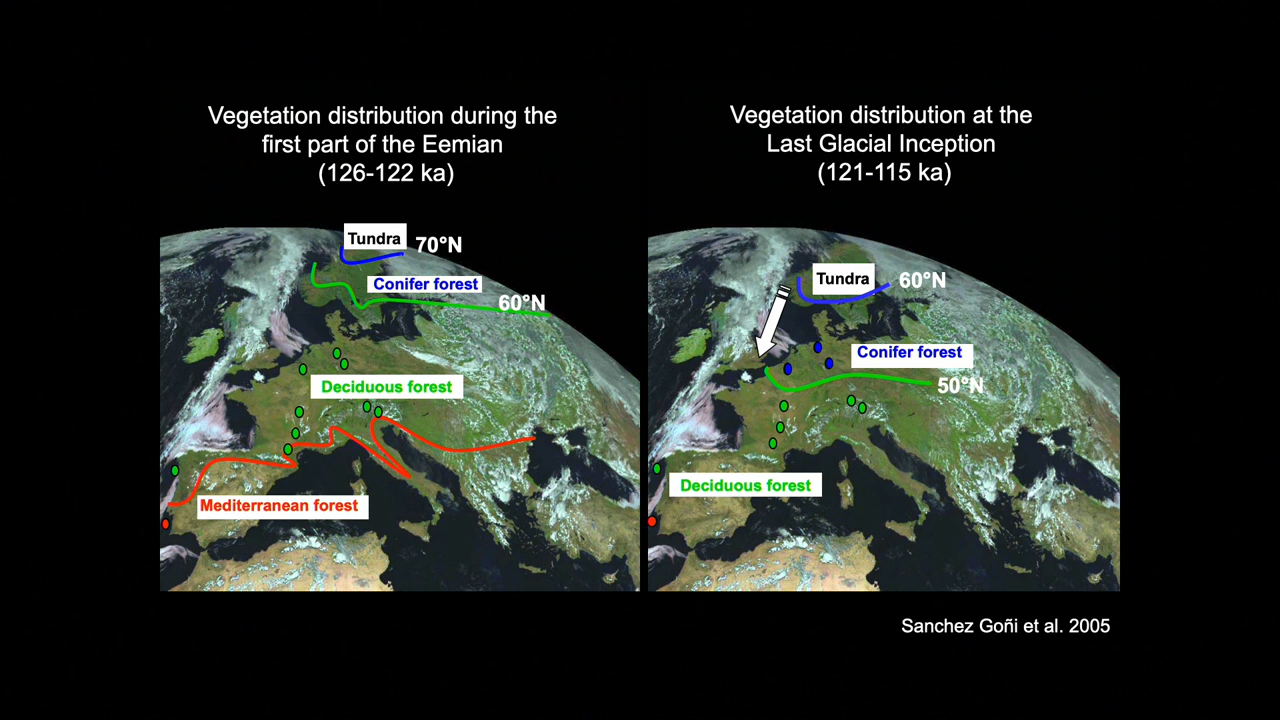 Vegetation distribution during the
first part of the Eemian
(126-122 ka)
Tundra
70°N
Conifer forest
60°N
Deciduous forest
Mediterranean forest
Vegetation distribution at the
Last Glacial Inception
(121-115 ka)
Tundra
60°N
Conifer forest
50°N
Deciduous forest
Sanchez Goñi et al. 2005